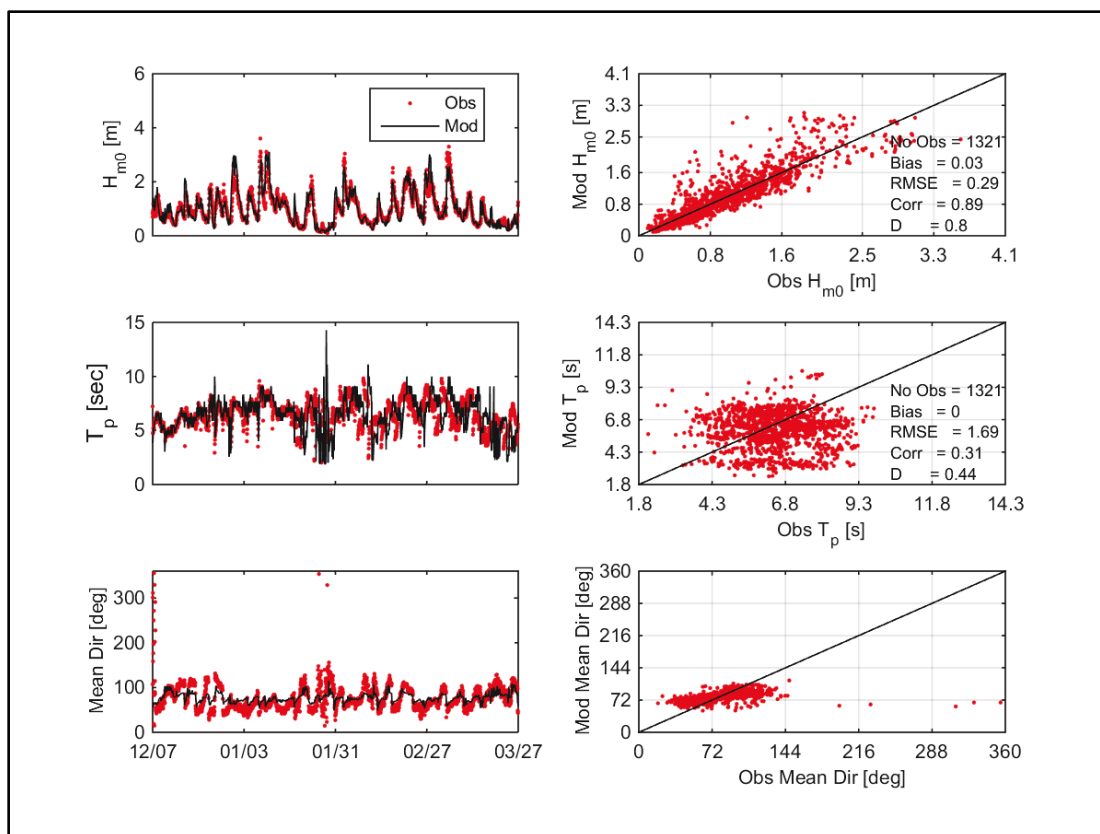 6
4
2
0
H_m0 [m]
Obs
Mod
4.1
3.3
2.5
1.6
0.8
0
Mod H_m0 [m]
No Obs = 1321
Bias = 0.03
RMSE = 0.29
Corr = 0.89
D = 0.8
0 0.8 1.6 2.5 3.3 4.1
Obs H_m0 [m]
15
10
5
0
T_p [sec]
14.3
11.8
9.3
6.8
4.3
1.8
Mod T_p [s]
No Obs = 1321
Bias = 0
RMSE = 1.69
Corr = 0.31
D = 0.44
1.8 4.3 6.8 9.3 11.8 14.3
Obs T_p [s]
300
200
100
0
Mean Dir [deg]
12/07 01/03 01/31 02/27 03/27
360
288
216
144
72
0
Mod Mean Dir [deg]
0 72 144 216 288 360
Obs Mean Dir [deg]